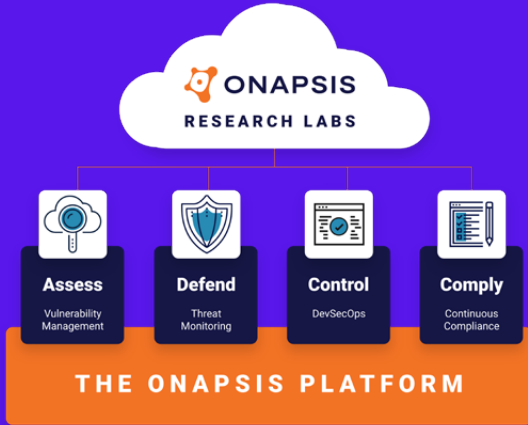 ONAPSIS
RESEARCH LABS
Assess
Vulnerability
Management
Defend
Threat
Monitoring
Control
DevSecOps
Comply
Continuous
Compliance
THE ONAPSIS PLATFORM